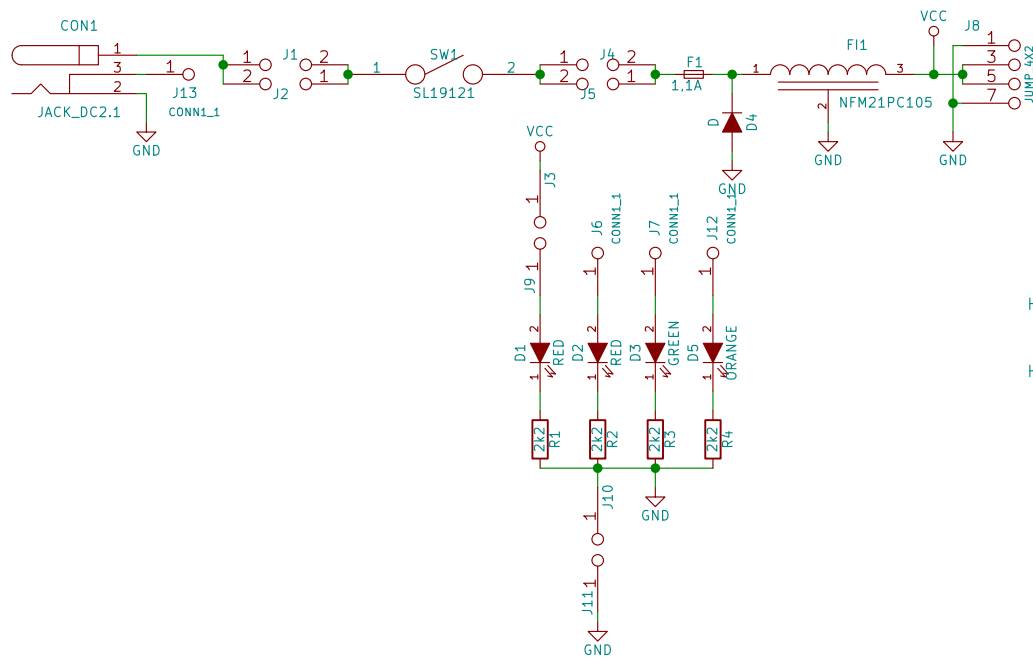 CON1
1
3
2
JACK_DC2.1
GND
1
J13
CONN1_1
1 J1 2
2 1
J2
SW1
1 2
SL19121
1 J4 2
2 1
J5
F1
1,1A
D
D4
GND
FI1
1 3
2
NFM21PC105
GND
VCC
J8
1
3
5
7
JUMP 4X2
GND
VCC
J3
1
1
J9
J6
CONN1_1
1
J7
CONN1_1
1
J12
CONN1_1
1
2
D1
RED
1
2
D2
RED
1
2
D3
GREEN
1
2
D5
ORANGE
1
2k2
R1
2k2
R2
2k2
R3
2k2
R4
J10
1
GND
1
J11
GND
H
H